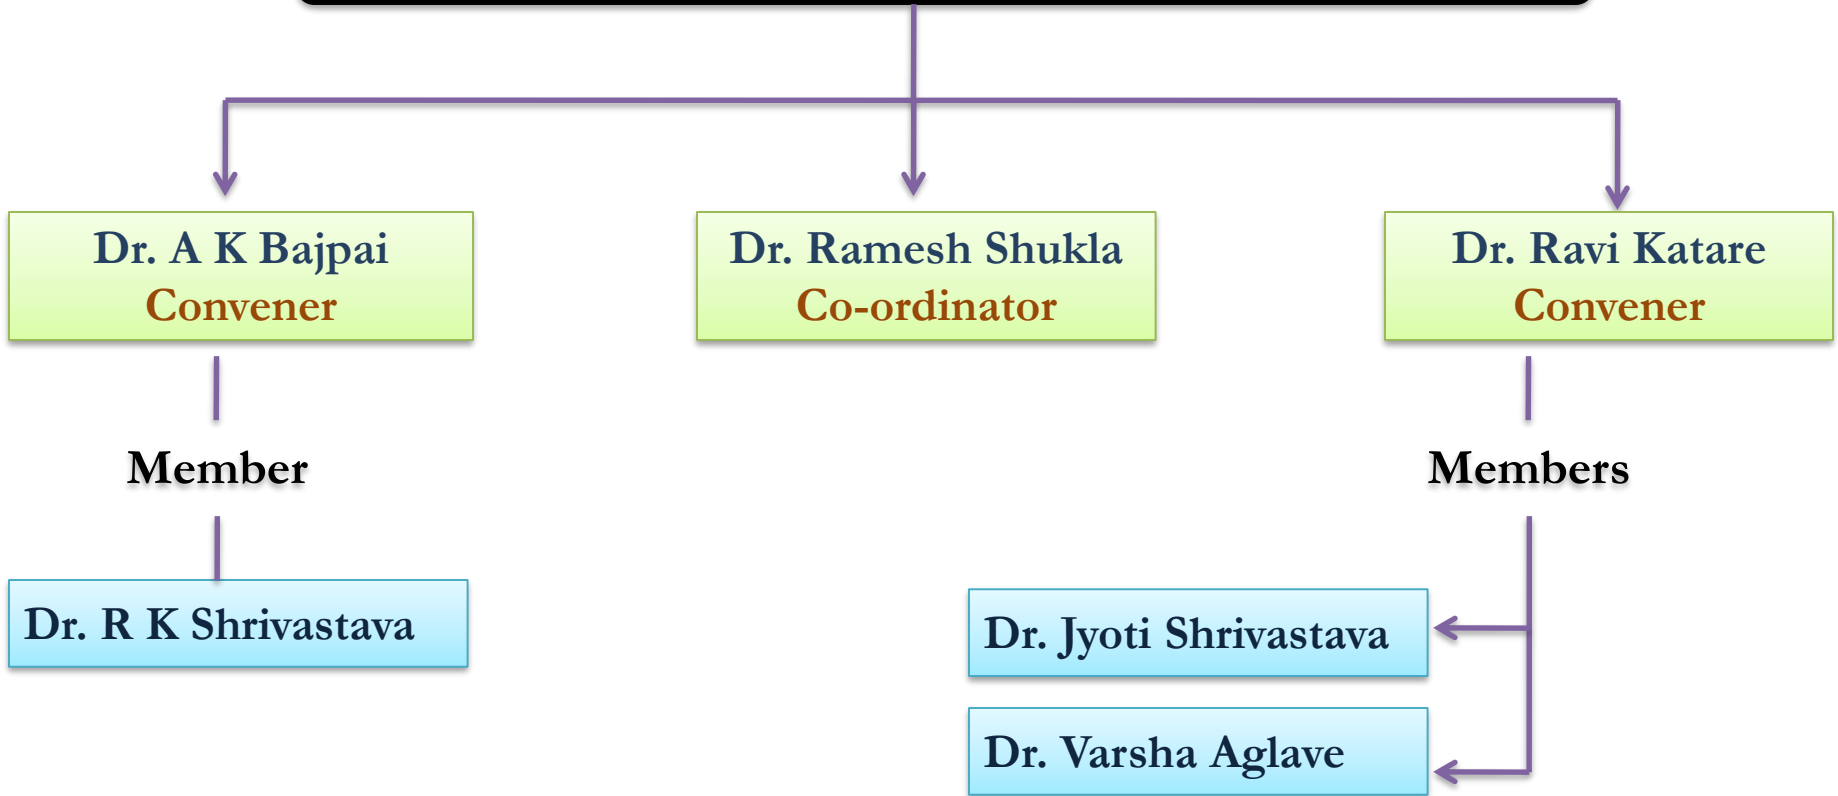 Dr. A K Bajpai
Convener
Dr. Ramesh Shukla
Co-ordinator
Dr. Ravi Katare
Convener
Member
Members
Dr. R K Shrivastava
Dr. Jyoti Shrivastava
Dr. Varsha Aglave